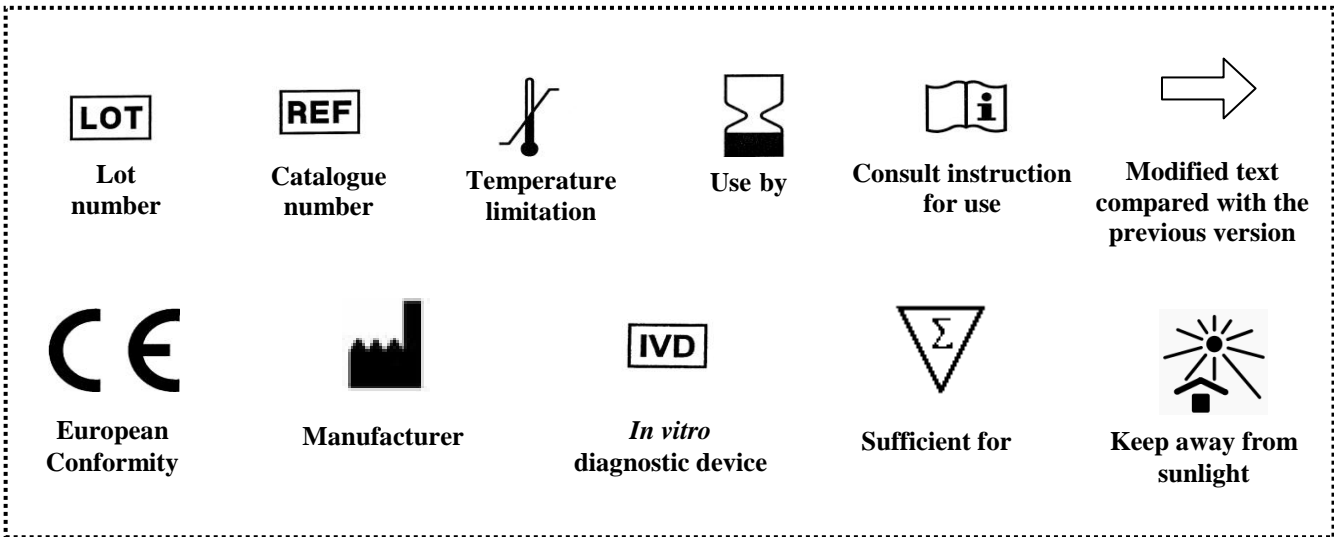 LOT
REF
i
Lot
number
Catalogue
number
Temperature
limitation
Use by
Consult instruction
for use
Modified text
compared with the
previous version
CE
IVD
Σ
European
Conformity
Manufacturer
In vitro
diagnostic device
Sufficient for
Keep away from
sunlight